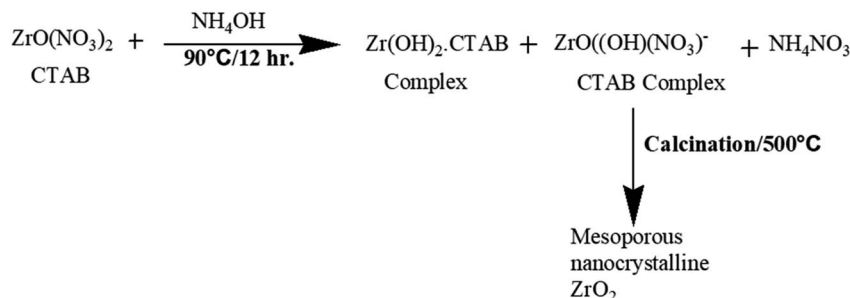 ZrO(NO₃)₂ + NH₄OH Zr(OH)₂.CTAB + ZrO((OH)(NO₃)⁻ + NH₄NO₃
CTAB 90°C/12 hr. Complex CTAB Complex
Calcination/500°C
Mesoporous
nanocrystalline
ZrO₂